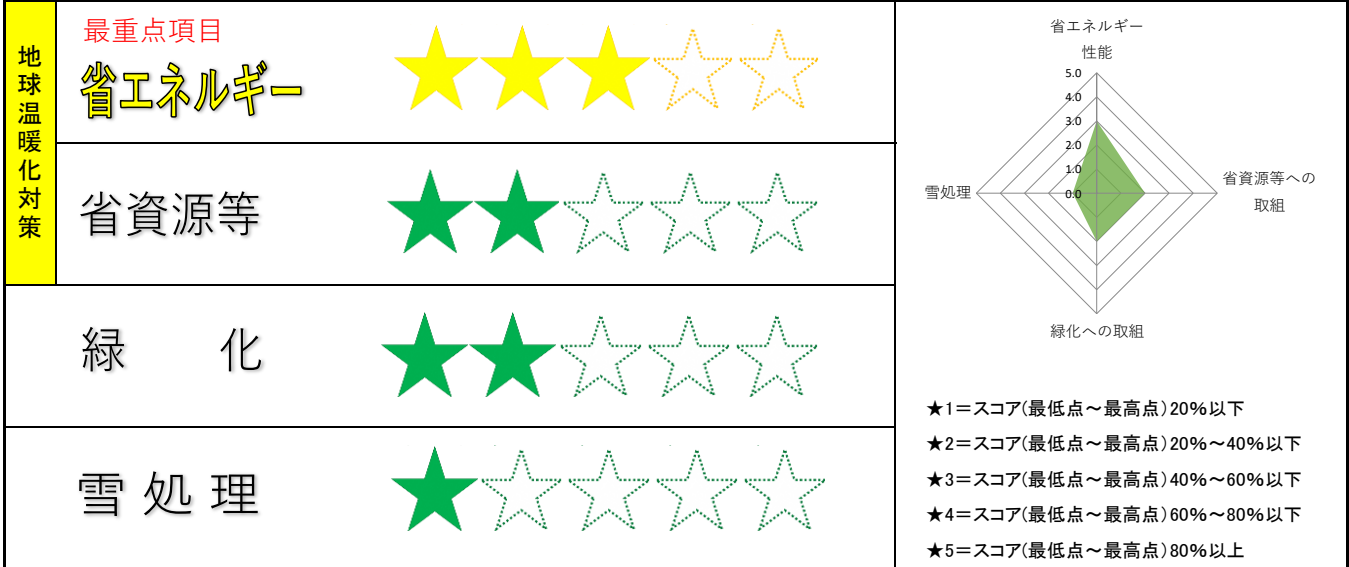 地球温暖化対策
最重点項目
省エネルギー
省資源等
緑　化
雪処理
省エネルギー
性能
5.0
4.0
3.0
2.0
1.0
0.0
雪処理
省資源等への
取組
緑化への取組
★1＝スコア(最低点～最高点)20%以下
★2＝スコア(最低点～最高点)20%～40%以下
★3＝スコア(最低点～最高点)40%～60%以下
★4＝スコア(最低点～最高点)60%～80%以下
★5＝スコア(最低点～最高点)80%以上